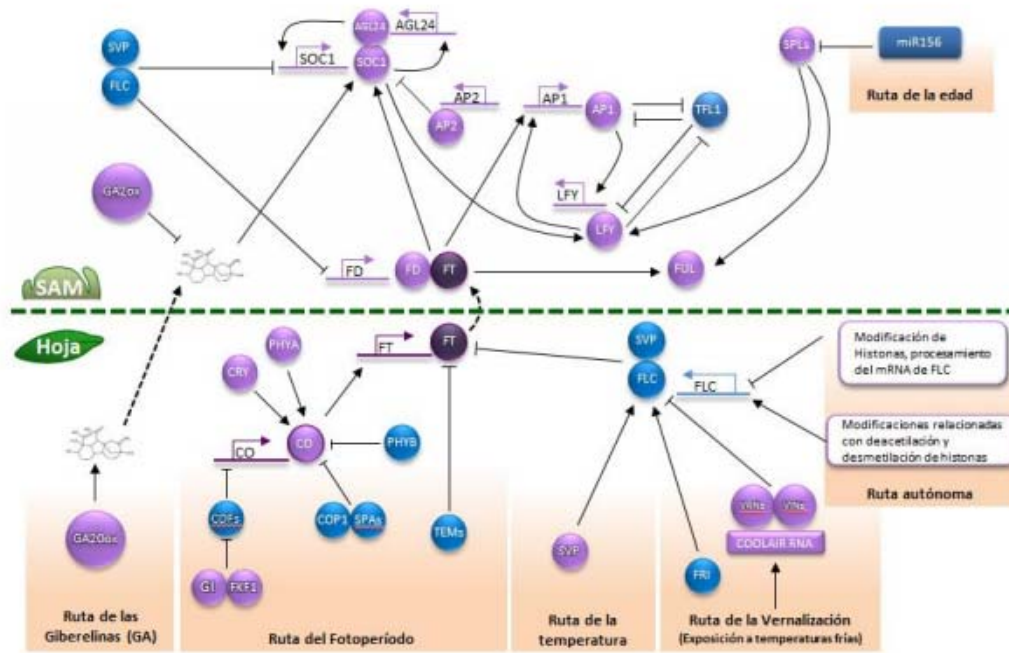 AGL24
AGL24
SVP
SOC1
SOC1
SPLs
miR156
FLC
AP2
AP1
AP1
TFL1
Ruta de la edad
AP2
GA2ox
LFY
LFY
FD
FD
FT
FUL
SAM
Hoja
PHYA
FT
FT
SVP
Modificación de
Histonas, procesamiento
del mRNA de FLC
CRY
FLC
FLC
CO
CO
PHYB
Modificaciones relacionadas
con deacetilación y
desmetilación de histonas
Ruta autónoma
CDFs
COP1
SPAs
TEMs
VRNs
VINs
GA20ox
SVP
COOLAIR RNA
GI
FKF1
FRI
Ruta de las
Giberelinas (GA)
Ruta del Fotoperíodo
Ruta de la
temperatura
Ruta de la Vernalización
(Exposición a temperaturas frías)